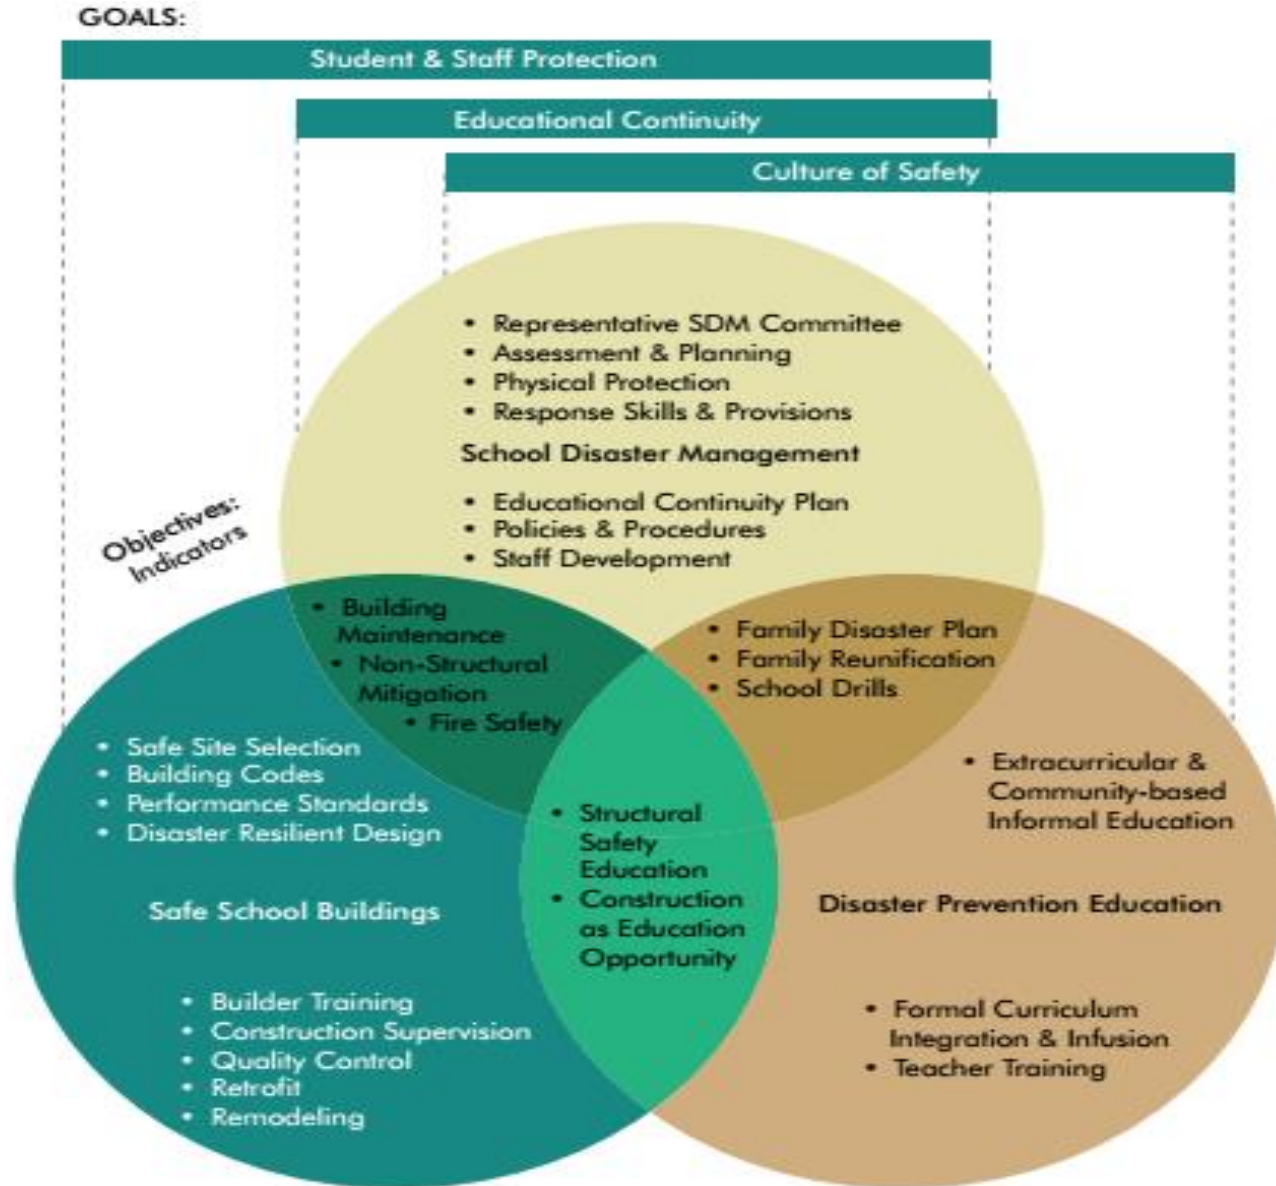 GOALS:
Student & Staff Protection
Educational Continuity
Culture of Safety
• Representative SDM Committee
• Assessment & Planning
• Physical Protection
• Response Skills & Provisions
School Disaster Management
• Educational Continuity Plan
• Policies & Procedures
• Staff Development
Objectives:
Indicators
• Building
Maintenance
• Non-Structural
Mitigation
• Fire Safety
• Family Disaster Plan
• Family Reunification
• School Drills
• Safe Site Selection
• Building Codes
• Performance Standards
• Disaster Resilient Design
Safe School Buildings
• Builder Training
• Construction Supervision
• Quality Control
• Retrofit
• Remodeling
• Structural
Safety
Education
• Construction
as Education
Opportunity
• Extracurricular &
Community-based
Informal Education
Disaster Prevention Education
• Formal Curriculum
Integration & Infusion
• Teacher Training